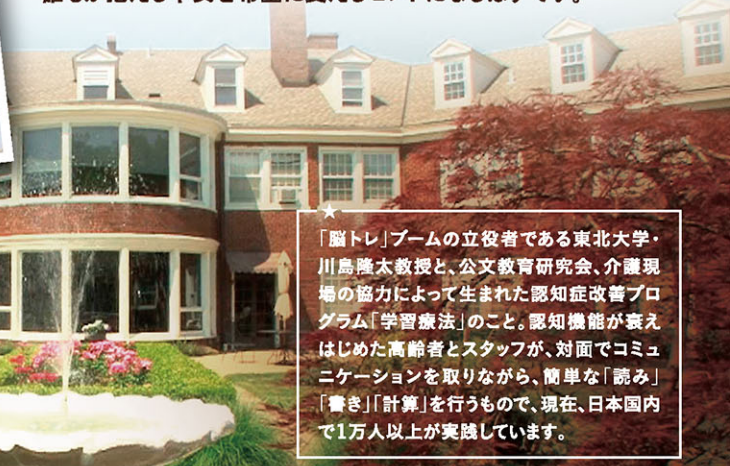 ★
「脳トレ」ブームの立役者である東北大学・
川島隆太教授と、公文教育研究会、介護現
場の協力によって生まれた認知症改善プロ
グラム「学習療法」のこと。認知機能が衰え
はじめた高齢者とスタッフが、対面でコミュ
ニケーションを取りながら、簡単な「読み」
「書き」「計算」を行うもので、現在、日本国内
で1万人以上が実践しています。